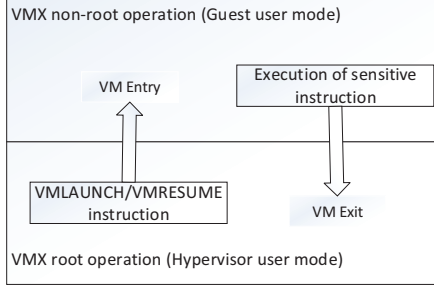 VMX non-root operation (Guest user mode)
Execution of sensitive
instruction
VM Entry
VMLAUNCH/VMRESUME
instruction
VM Exit
VMX root operation (Hypervisor user mode)